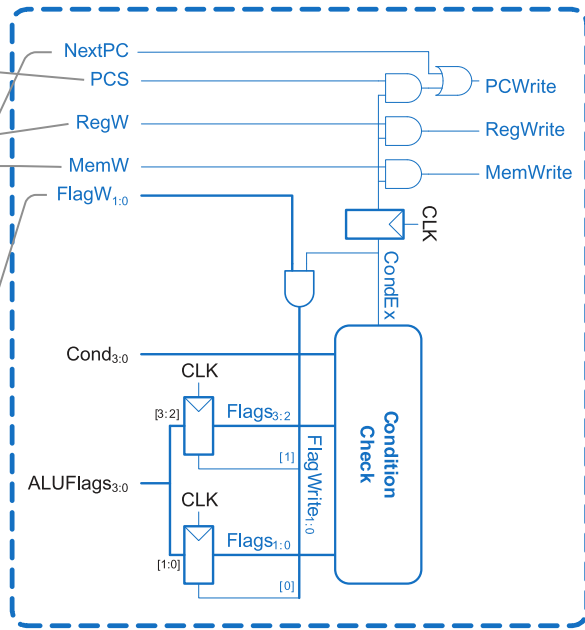 NextPC
PCS
PCWrite
RegW
RegWrite
MemW
MemWrite
FlagW1:0
CLK
CondEx
Cond3:0
CLK
[3:2]
Flags3:2
Condition
Check
[1]
FlagWrite1:0
ALUFlags3:0
CLK
Flags1:0
[1:0]
[0]